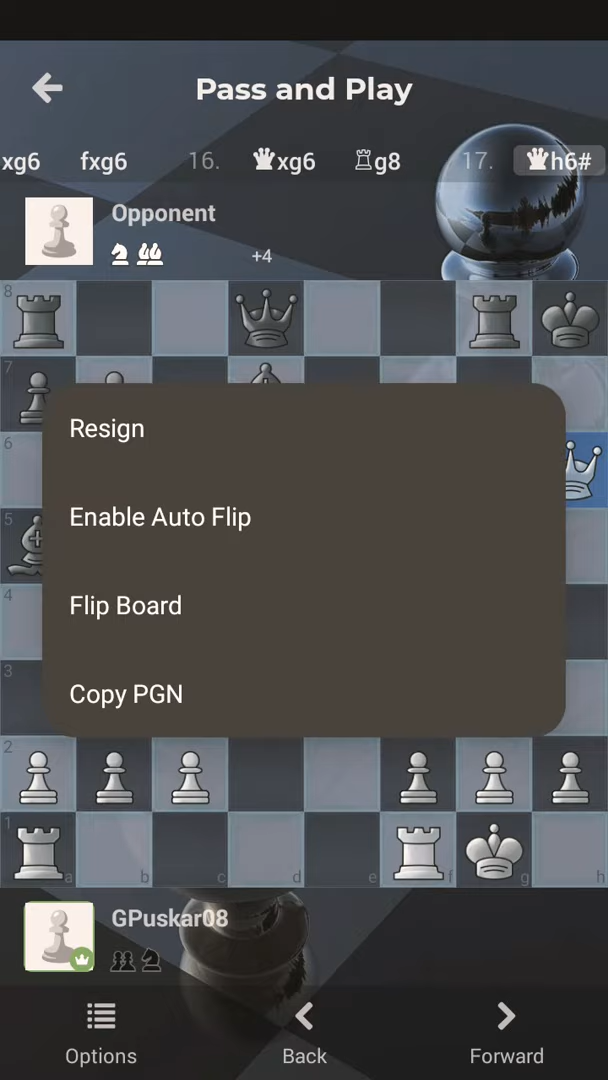 Pass and Play
xg6 fxg6 16. xg6 g8 17. h6#
Opponent
+4
8
7
6
Resign
5
Enable Auto Flip
4
Flip Board
3
Copy PGN
2
1
a b c d e f g h
GPuskar08
Options Back Forward